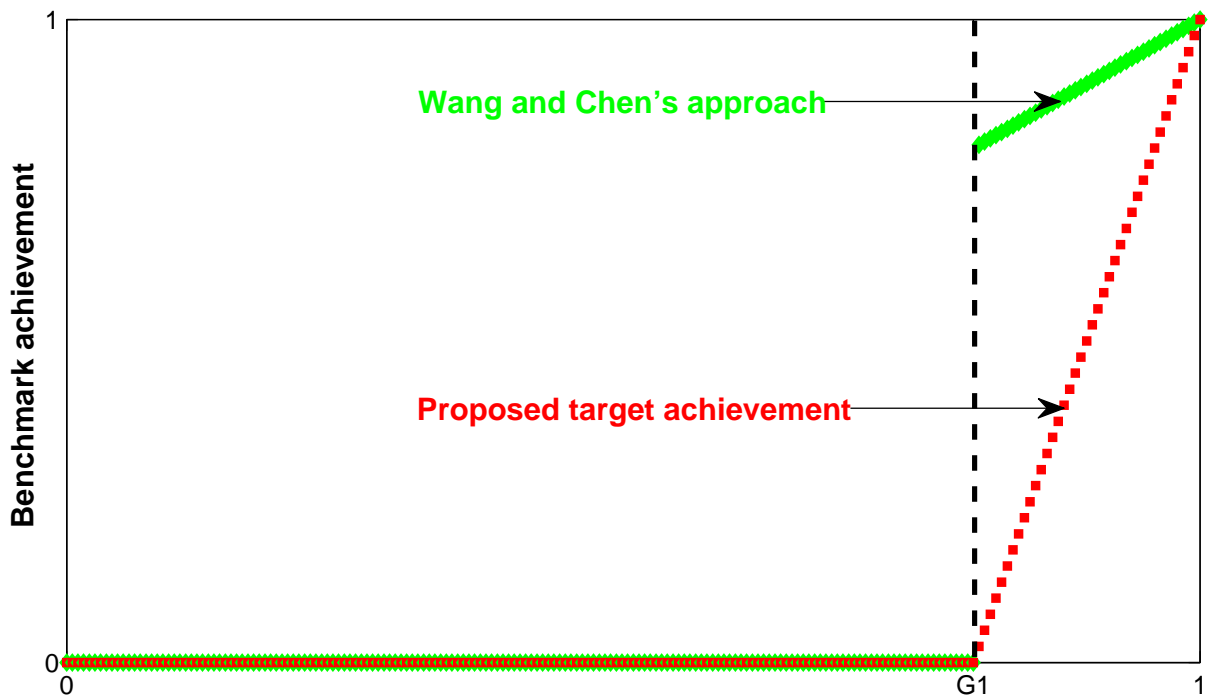 1
Wang and Chen's approach
Benchmark achievement
Proposed target achievement
0
0
G1
1